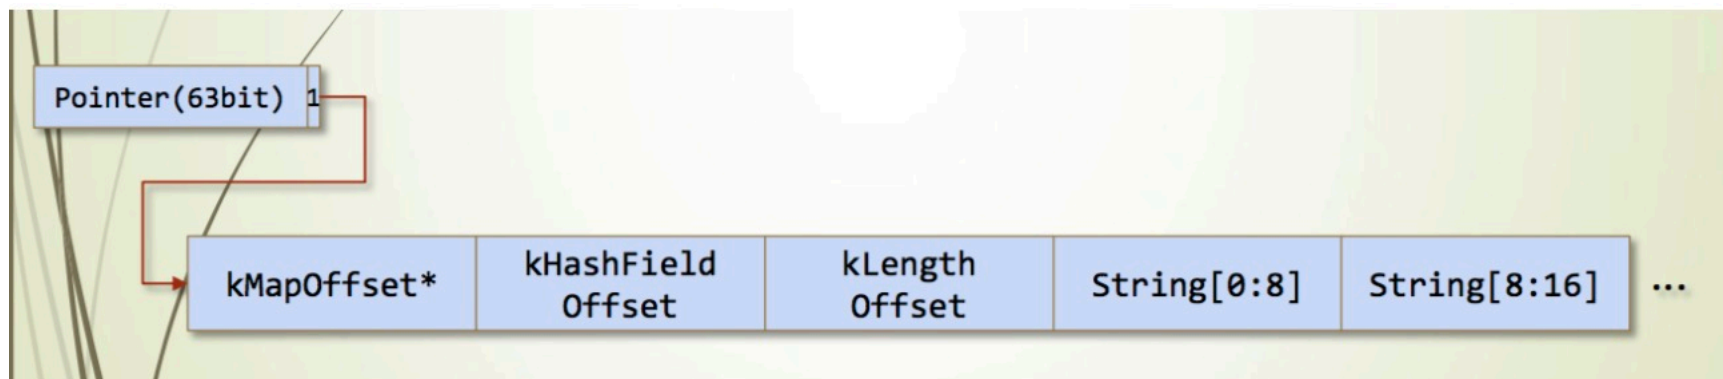 Pointer(63bit) 1
kMapOffset*
kHashField
Offset
kLength
Offset
String[0:8]
String[8:16]
...